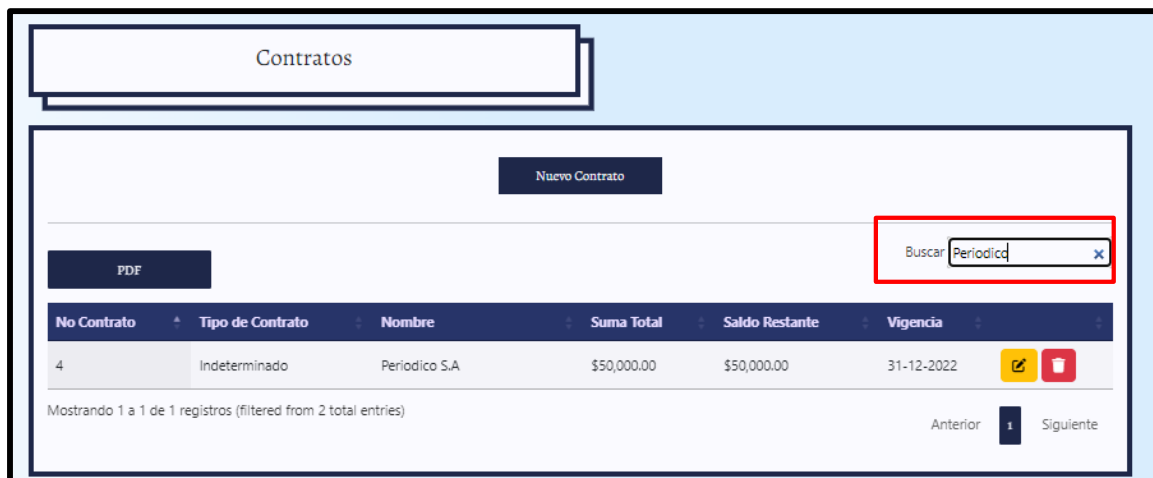 Contratos
Nuevo Contrato
Buscar Periodico
PDF
No Contrato Tipo de Contrato Nombre Suma Total Saldo Restante Vigencia
4 Indeterminado Periodico S.A $50,000.00 $50,000.00 31-12-2022
Mostrando 1 a 1 de 1 registros (filtered from 2 total entries)
Anterior 1 Siguiente